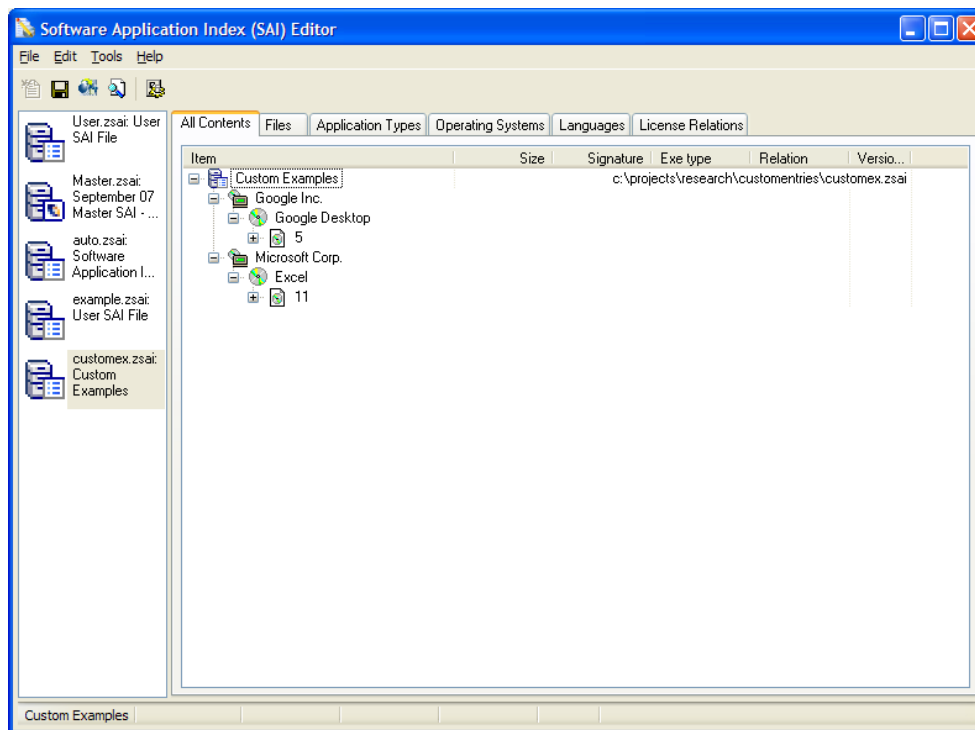 Software Application Index (SAI) Editor
File Edit Tools Help
User.zsai: User
SAI File
Master.zsai:
September 07
Master SAI - ...
auto.zsai:
Software
Application I...
example.zsai:
User SAI File
customex.zsai:
Custom
Examples
All Contents Files Application Types Operating Systems Languages License Relations
Item Size Signature Exe type Relation Versio...
Custom Examples c:\projects\research\customentries\customex.zsai
Google Inc.
Google Desktop
5
Microsoft Corp.
Excel
11
Custom Examples